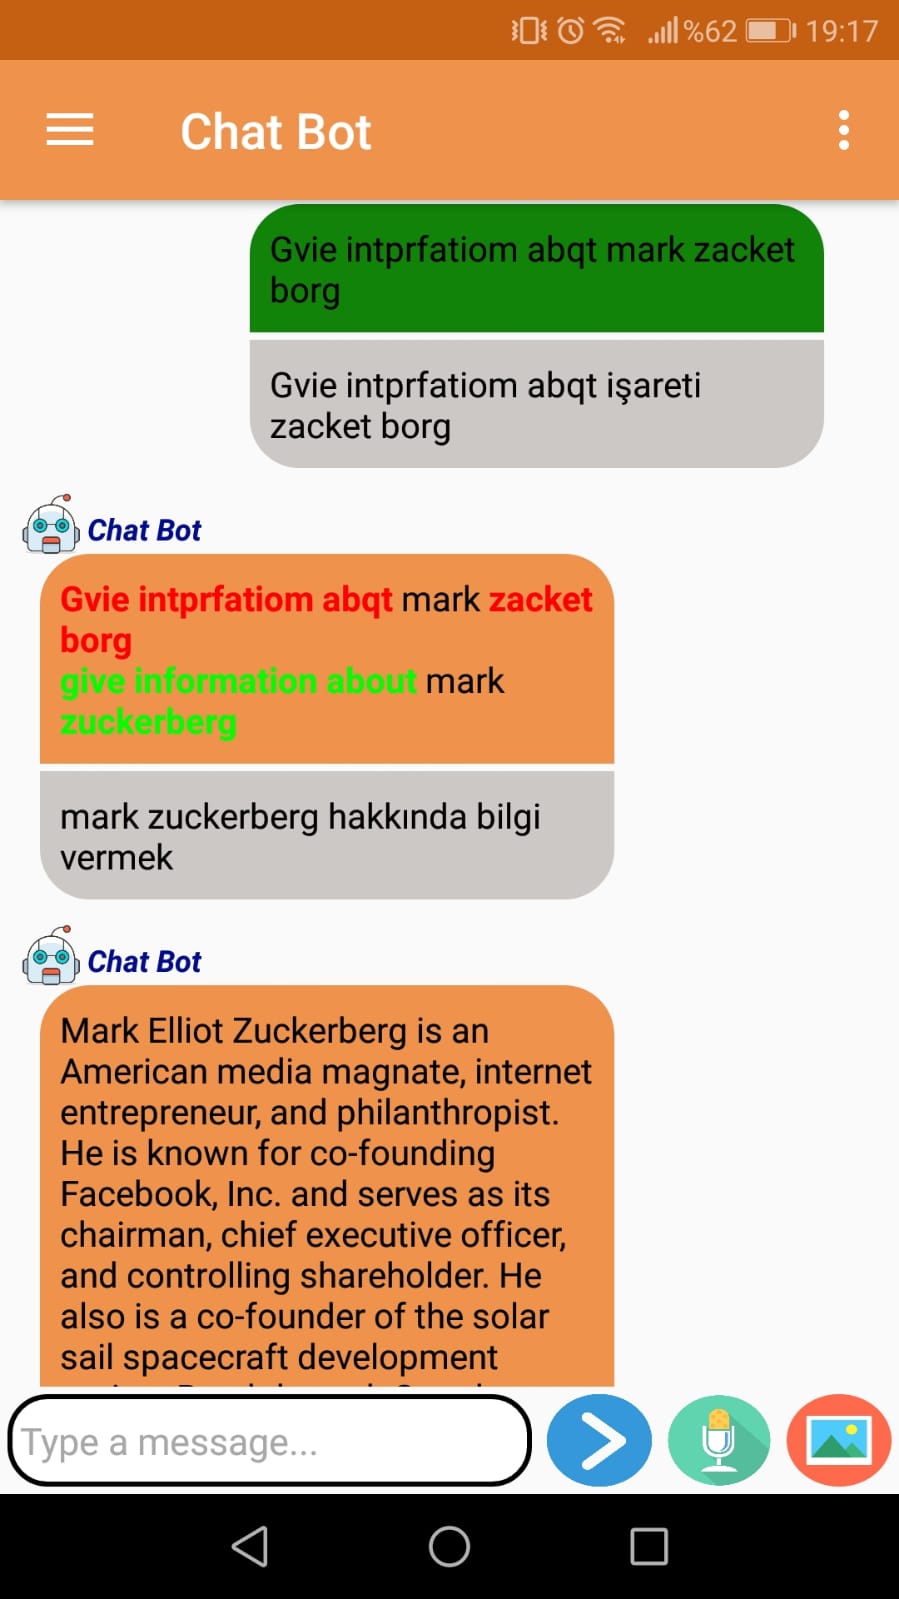 %62 19:17
Chat Bot
Gvie intprfatiom abqt mark zacket
borg
Gvie intprfatiom abqt işareti
zacket borg
Chat Bot
Gvie intprfatiom abqt mark zacket
borg
give information about mark
zuckerberg
mark zuckerberg hakkında bilgi
vermek
Chat Bot
Mark Elliot Zuckerberg is an
American media magnate, internet
entrepreneur, and philanthropist.
He is known for co-founding
Facebook, Inc. and serves as its
chairman, chief executive officer,
and controlling shareholder. He
also is a co-founder of the solar
sail spacecraft development
Type a message...